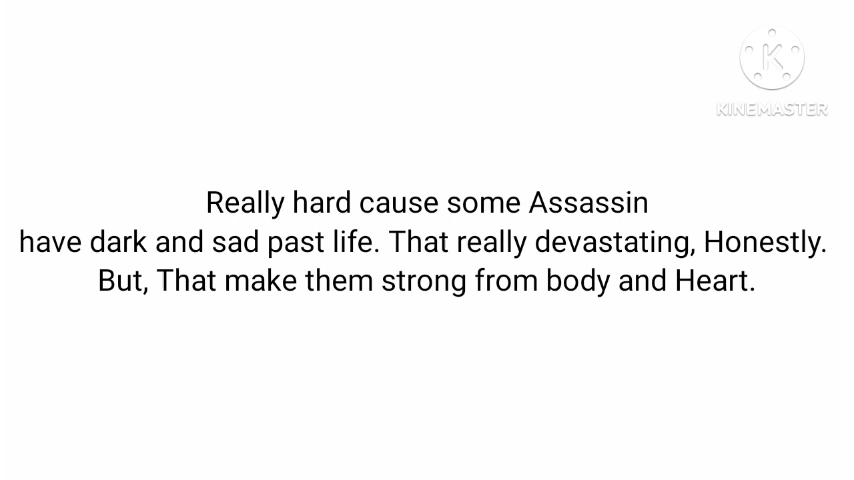 KINEMASTER
Really hard cause some Assassin
have dark and sad past life. That really devastating, Honestly.
But, That make them strong from body and Heart.